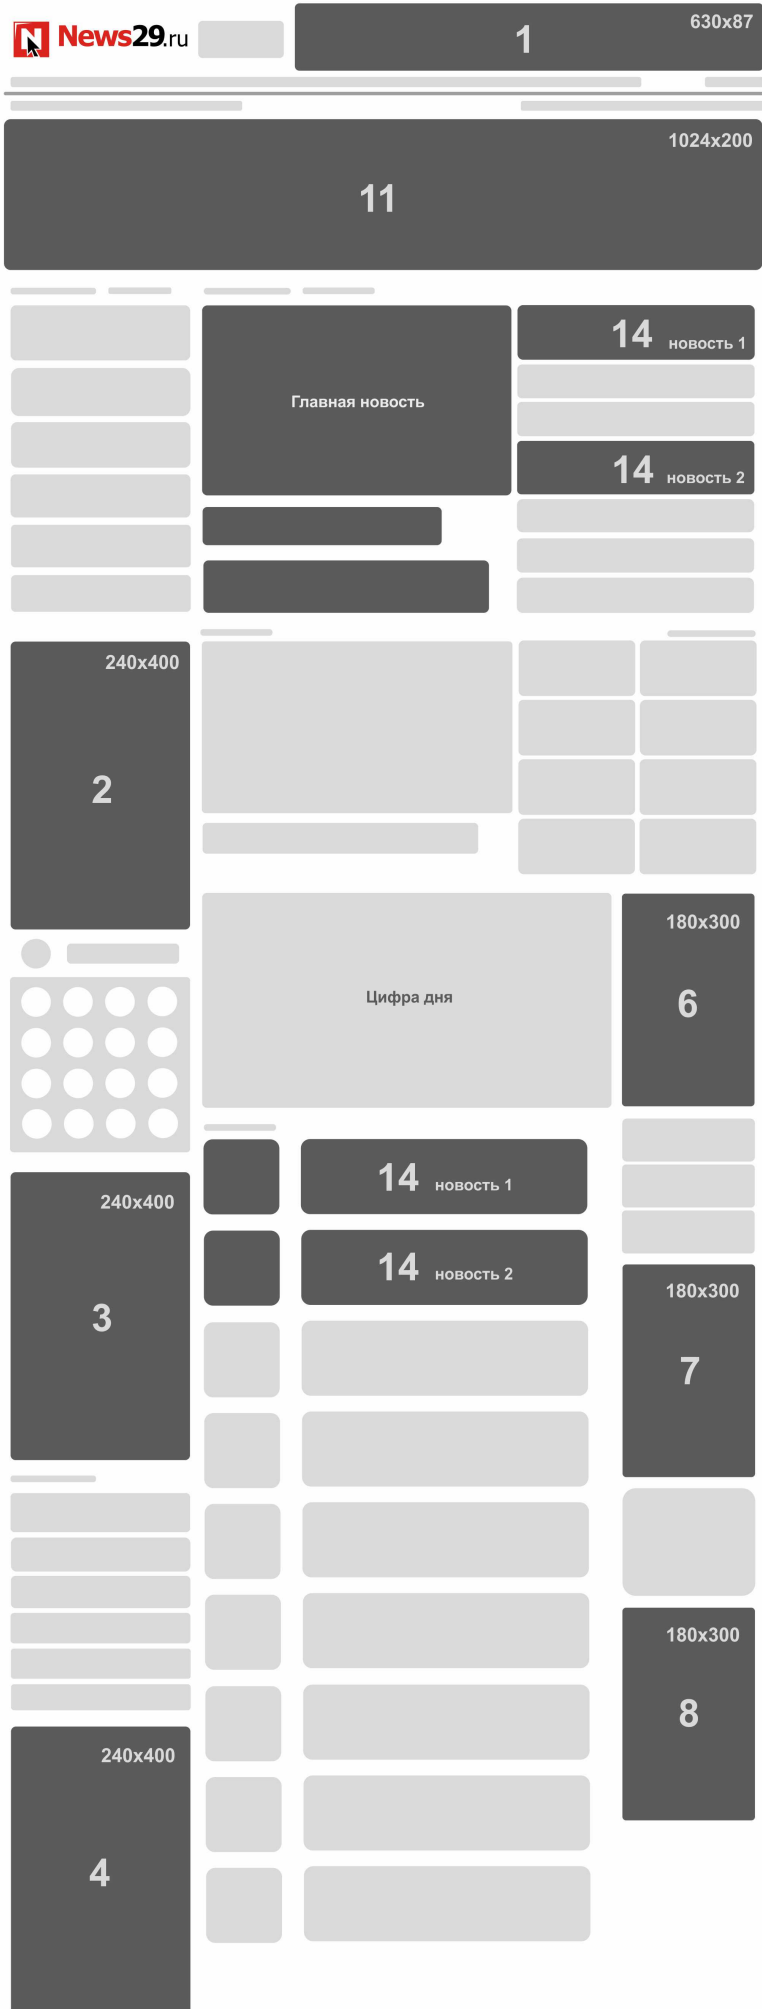 News29.ru
1
630x87
1024x200
11
14 новость 1
Главная новость
14 новость 2
240x400
2
180x300
6
Цифра дня
14 новость 1
240x400
3
14 новость 2
180x300
7
180x300
8
240x400
4